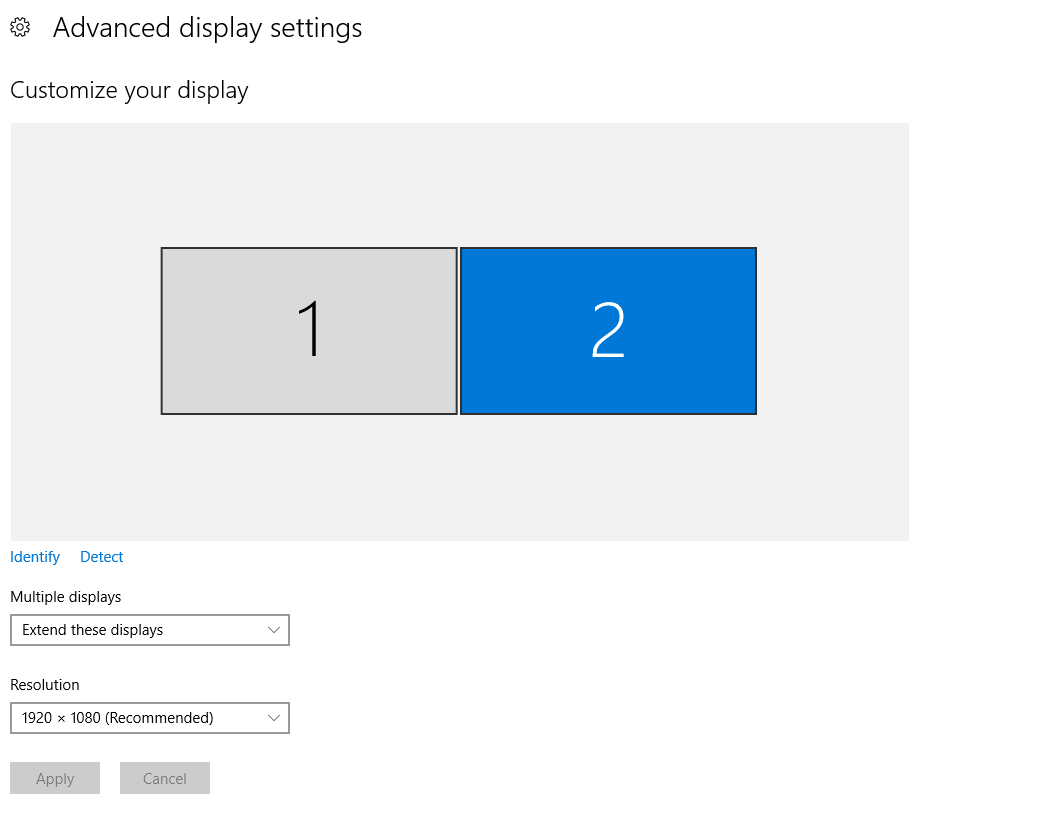 Advanced display settings
Customize your display
1 2
Identify Detect
Multiple displays
Extend these displays
Resolution
1920 × 1080 (Recommended)
Apply Cancel